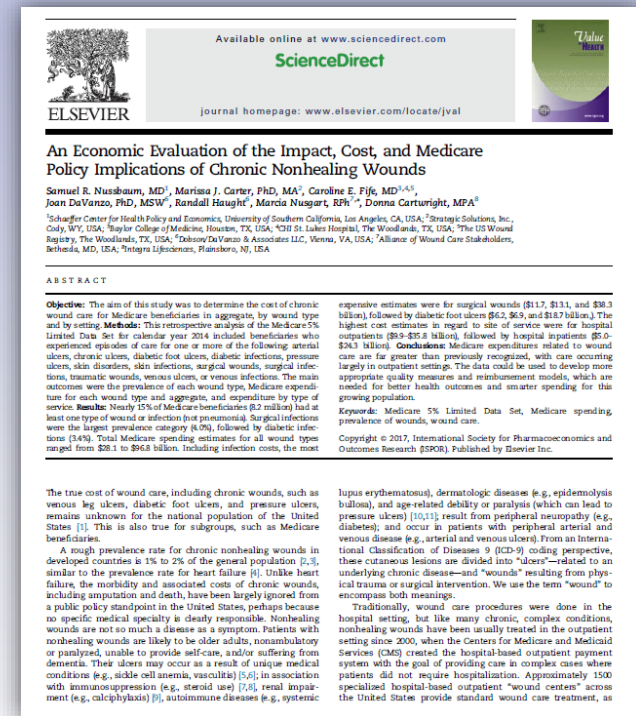 Available online at www.sciencedirect.com
ScienceDirect
journal homepage: www.elsevier.com/locate/jval
ELSEVIER
Value
HEALTH
An Economic Evaluation of the Impact, Cost, and Medicare
Policy Implications of Chronic Nonhealing Wounds
Samuel R. Nussbaum, MD1, Marissa J. Carter, PhD, MA2, Caroline E. Fife, MD3,4,5,
Joan DaVanzo, PhD, MSW6, Randall Haught6, Marcia Nusgart, RPh7,*, Donna Cartwright, MPA8
1Schaeffer Center for Health Policy and Economics, University of Southern California, Los Angeles, CA, USA; 2Strategic Solutions, Inc.,
Cody, WY, USA; 3Baylor College of Medicine, Houston, TX, USA; 4CHI St. Lukes Hospital, The Woodlands, TX, USA; 5The US Wound
Registry, The Woodlands, TX, USA; 6Dobson/DaVanzo & Associates LLC, Vienna, VA, USA; 7Alliance of Wound Care Stakeholders,
Bethesda, MD, USA; 8Integra Lifesciences, Plainsboro, NJ, USA
ABSTRACT
Objective: The aim of this study was to determine the cost of chronic
wound care for Medicare beneficiaries in aggregate, by wound type
and by setting. Methods: This retrospective analysis of the Medicare 5%
Limited Data Set for calendar year 2014 included beneficiaries who
experienced episodes of care for one or more of the following: arterial
ulcers, chronic ulcers, diabetic foot ulcers, diabetic infections, pressure
ulcers, skin disorders, skin infections, surgical wounds, surgical infec-
tions, traumatic wounds, venous ulcers, or venous infections. The main
outcomes were the prevalence of each wound type, Medicare expendi-
ture for each wound type and aggregate, and expenditure by type of
service. Results: Nearly 15% of Medicare beneficiaries (8.2 million) had at
least one type of wound or infection (not pneumonia). Surgical infections
were the largest prevalence category (4.0%), followed by diabetic infec-
tions (3.4%). Total Medicare spending estimates for all wound types
ranged from $28.1 to $96.8 billion. Including infection costs, the most
expensive estimates were for surgical wounds ($11.7, $13.1, and $38.3
billion), followed by diabetic foot ulcers ($6.2, $6.9, and $18.7 billion,). The
highest cost estimates in regard to site of service were for hospital
outpatients ($9.9–$35.8 billion), followed by hospital inpatients ($5.0–
$24.3 billion). Conclusions: Medicare expenditures related to wound
care are far greater than previously recognized, with care occurring
largely in outpatient settings. The data could be used to develop more
appropriate quality measures and reimbursement models, which are
needed for better health outcomes and smarter spending for this
growing population.
Keywords: Medicare 5% Limited Data Set, Medicare spending,
prevalence of wounds, wound care.
Copyright © 2017, International Society for Pharmacoeconomics and
Outcomes Research (ISPOR). Published by Elsevier Inc.
The true cost of wound care, including chronic wounds, such as
venous leg ulcers, diabetic foot ulcers, and pressure ulcers,
remains unknown for the national population of the United
States [1]. This is also true for subgroups, such as Medicare
beneficiaries.
A rough prevalence rate for chronic nonhealing wounds in
developed countries is 1% to 2% of the general population [2,3],
similar to the prevalence rate for heart failure [4]. Unlike heart
failure, the morbidity and associated costs of chronic wounds,
including amputation and death, have been largely ignored from
a public policy standpoint in the United States, perhaps because
no specific medical specialty is clearly responsible. Nonhealing
wounds are not so much a disease as a symptom. Patients with
nonhealing wounds are likely to be older adults, nonambulatory
or paralyzed, unable to provide self-care, and/or suffering from
dementia. Their ulcers may occur as a result of unique medical
conditions (e.g., sickle cell anemia, vasculitis) [5,6]; in association
with immunosuppression (e.g., steroid use) [7,8], renal impair-
ment (e.g., calciphylaxis) [9], autoimmune diseases (e.g., systemic
lupus erythematosus), dermatologic diseases (e.g., epidermolysis
bullosa), and age-related debility or paralysis (which can lead to
pressure ulcers) [10,11]; result from peripheral neuropathy (e.g.,
diabetes); and occur in patients with peripheral arterial and
venous disease (e.g., arterial and venous ulcers). From an Interna-
tional Classification of Diseases 9 (ICD-9) coding perspective,
these cutaneous lesions are divided into “ulcers”—related to an
underlying chronic disease—and “wounds” resulting from phys-
ical trauma or surgical intervention. We use the term “wound” to
encompass both meanings.
Traditionally, wound care procedures were done in the
hospital setting, but like many chronic, complex conditions,
nonhealing wounds have been usually treated in the outpatient
setting since 2000, when the Centers for Medicare and Medicaid
Services (CMS) created the hospital-based outpatient payment
system with the goal of providing care in complex cases where
patients did not require hospitalization. Approximately 1500
specialized hospital-based outpatient “wound centers” across
the United States provide standard wound care treatment, as